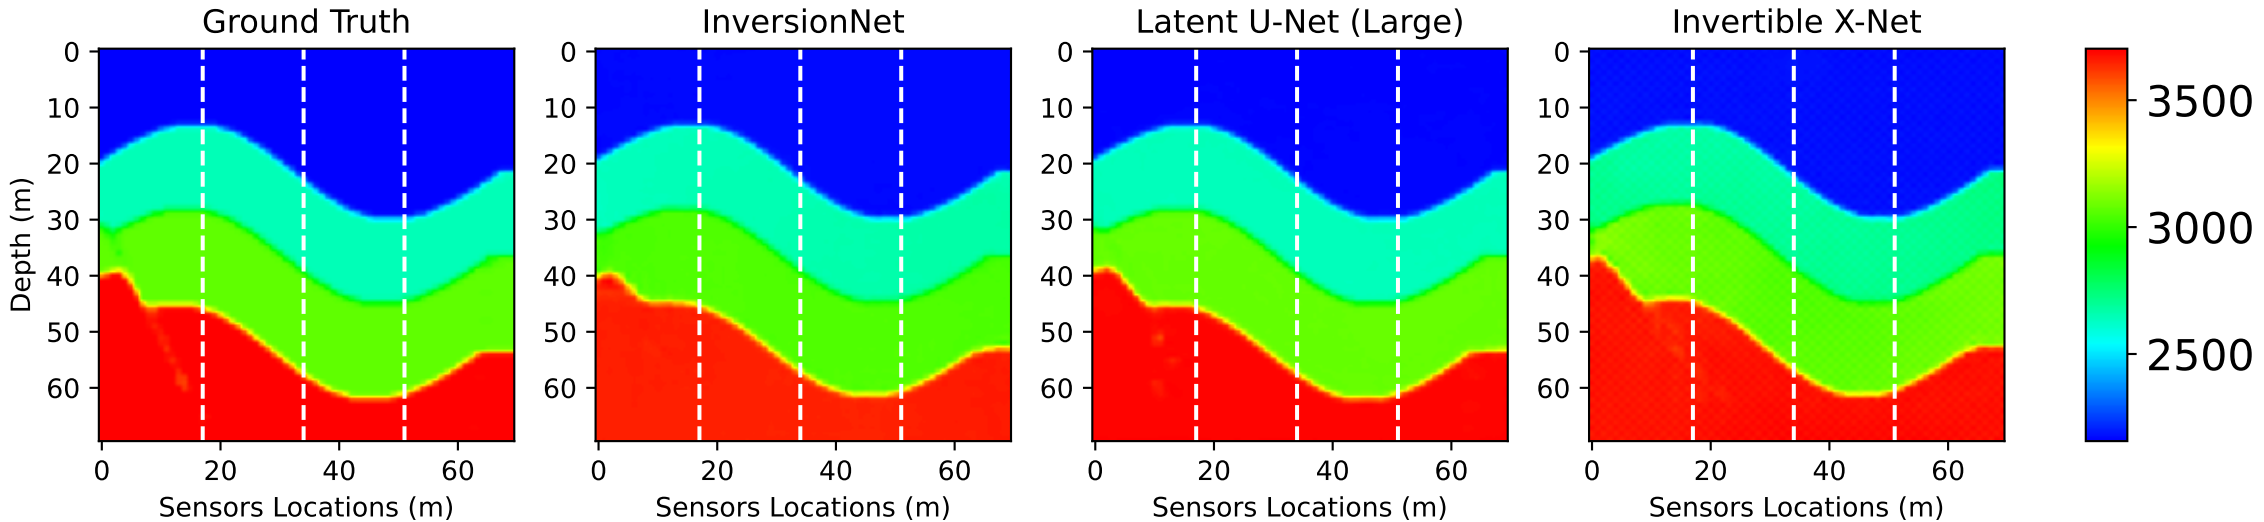 Ground Truth
InversionNet
Latent U-Net (Large)
Invertible X-Net
Depth (m)
0
10
20
30
40
50
60
0 20 40 60
Sensors Locations (m)
0
10
20
30
40
50
60
0 20 40 60
Sensors Locations (m)
0
10
20
30
40
50
60
0 20 40 60
Sensors Locations (m)
0
10
20
30
40
50
60
0 20 40 60
Sensors Locations (m)
3500
3000
2500